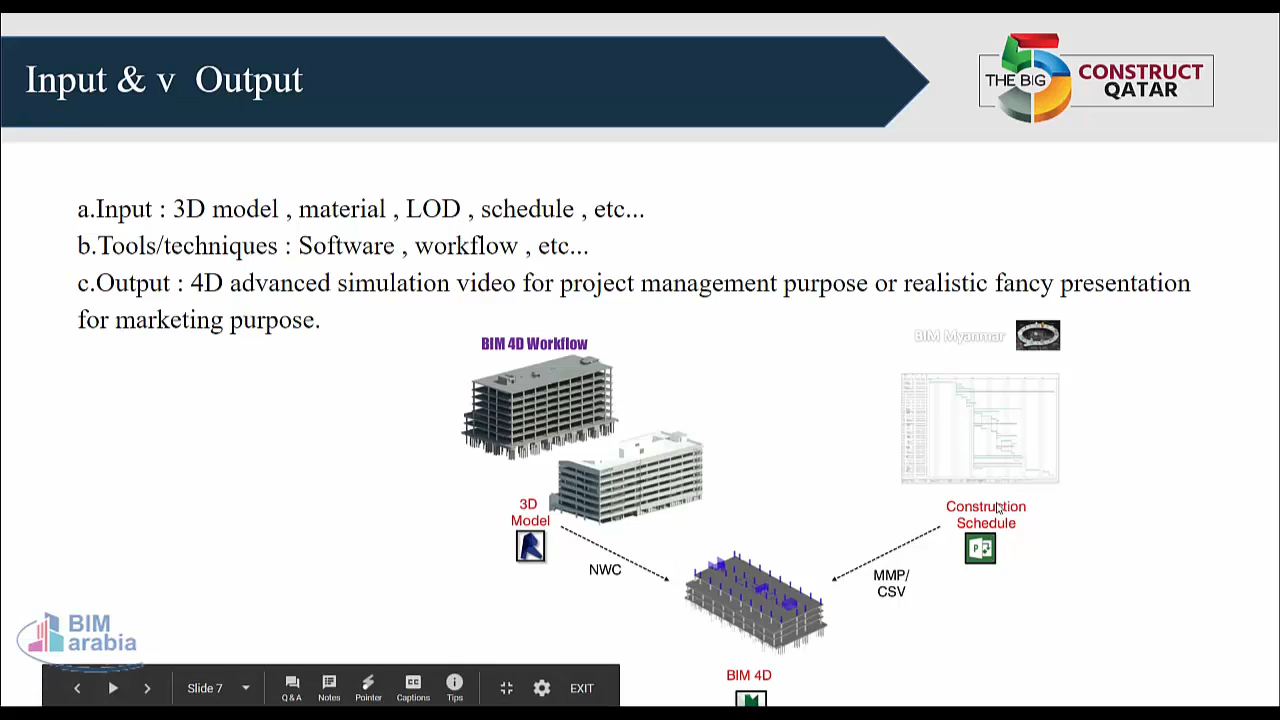 Input & v Output
THE BIG 5
CONSTRUCT
QATAR
a.Input : 3D model , material , LOD , schedule , etc...
b.Tools/techniques : Software , workflow , etc...
c.Output : 4D advanced simulation video for project management purpose or realistic fancy presentation
for marketing purpose.
BIM 4D Workflow
BIM Myanmar
3D
Model
NWC
Construction
Schedule
MMP/
CSV
BIM 4D
BIM
arabia
Slide 7
Q & A
Notes
Pointer
Captions
Tips
EXIT